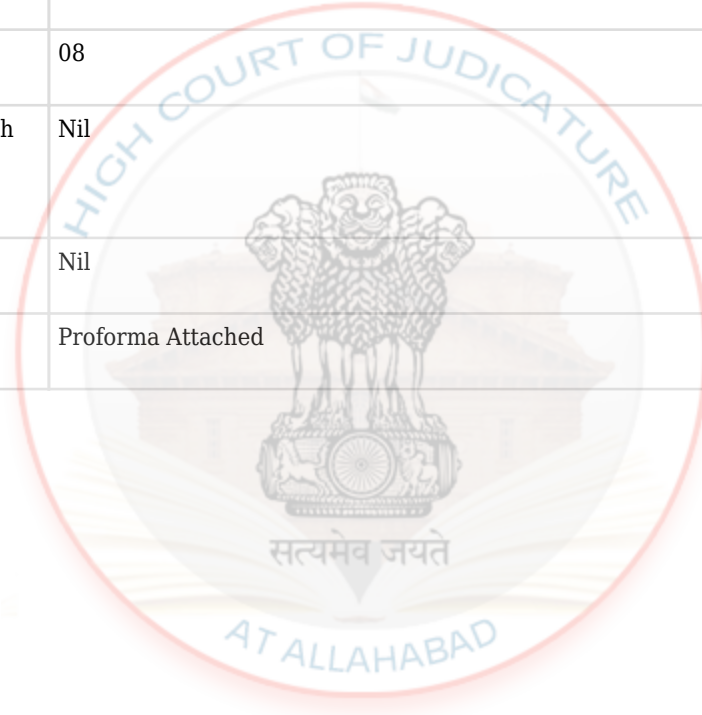 08
h Nil
Nil
Proforma Attached
HIGH COURT OF JUDICATURE
सत्यमेव जयते
AT ALLAHABAD